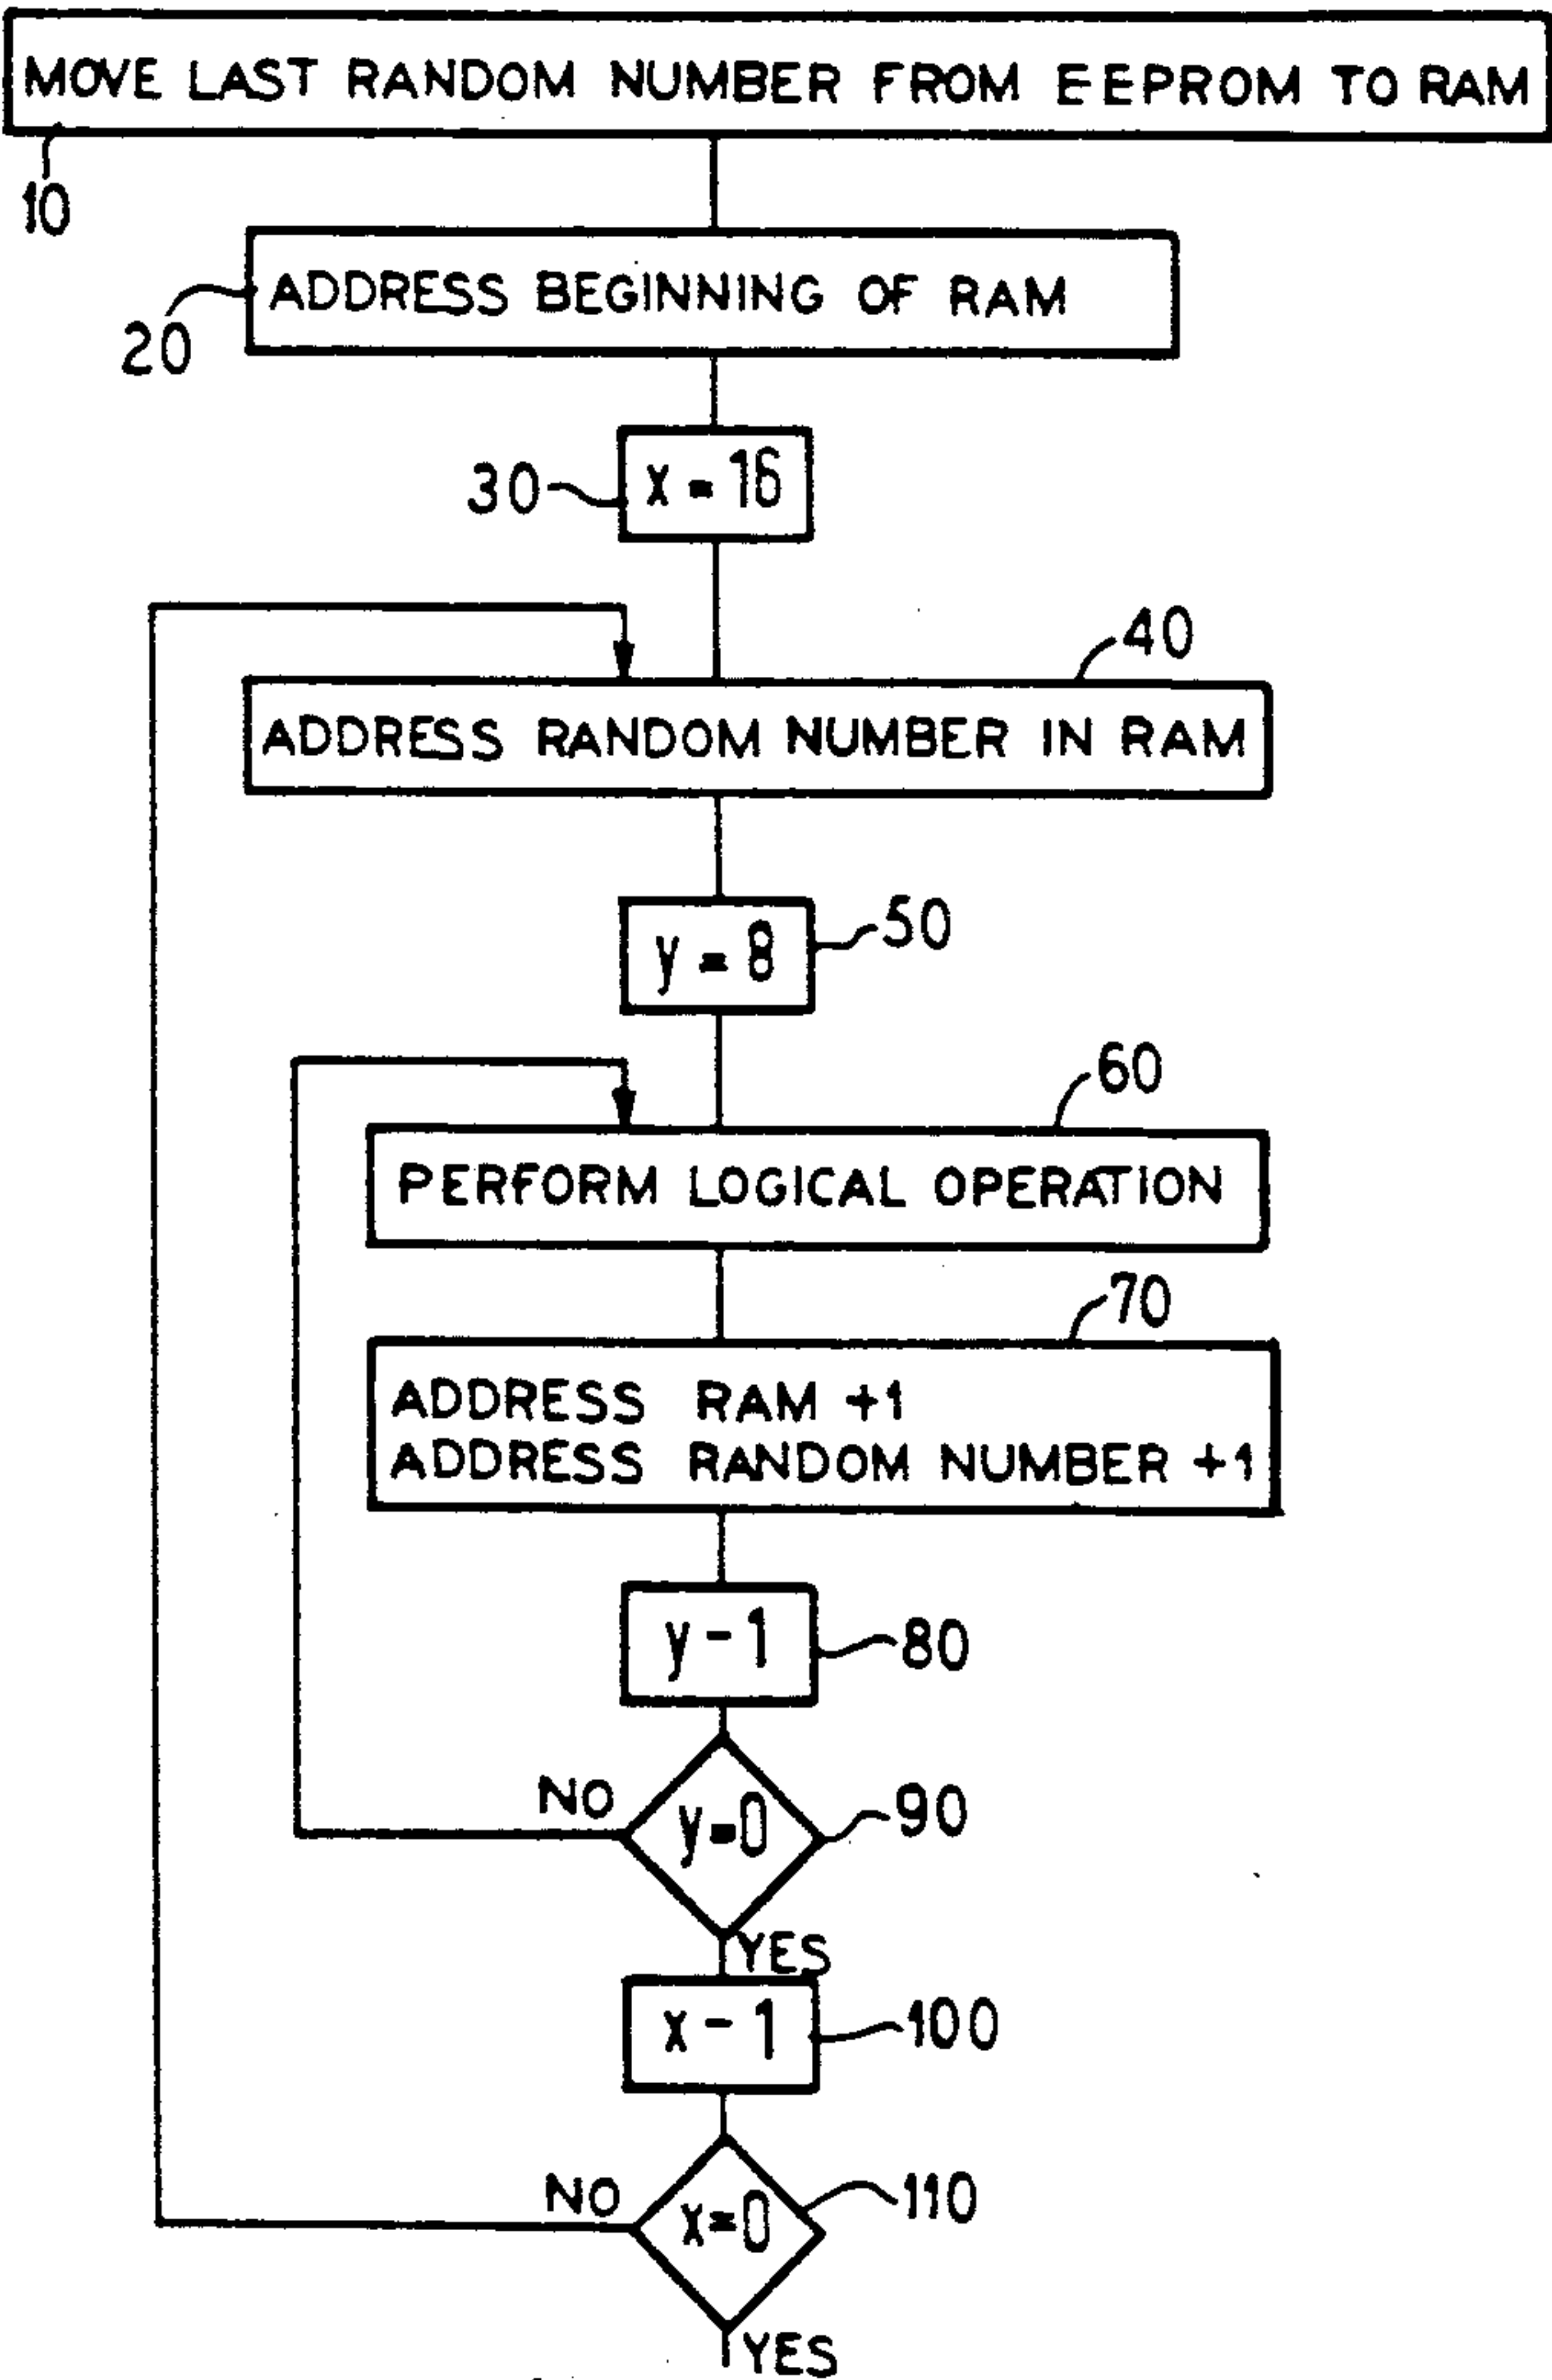 MOVE LAST RANDOM NUMBER FROM EEPROM TO RAM
10
ADDRESS BEGINNING OF RAM
20
30
x = 16
40
ADDRESS RANDOM NUMBER IN RAM
y = 8
50
60
PERFORM LOGICAL OPERATION
70
ADDRESS RAM +1
ADDRESS RANDOM NUMBER +1
y - 1
80
NO
y=0
90
YES
x - 1
100
NO
x=0
110
YES